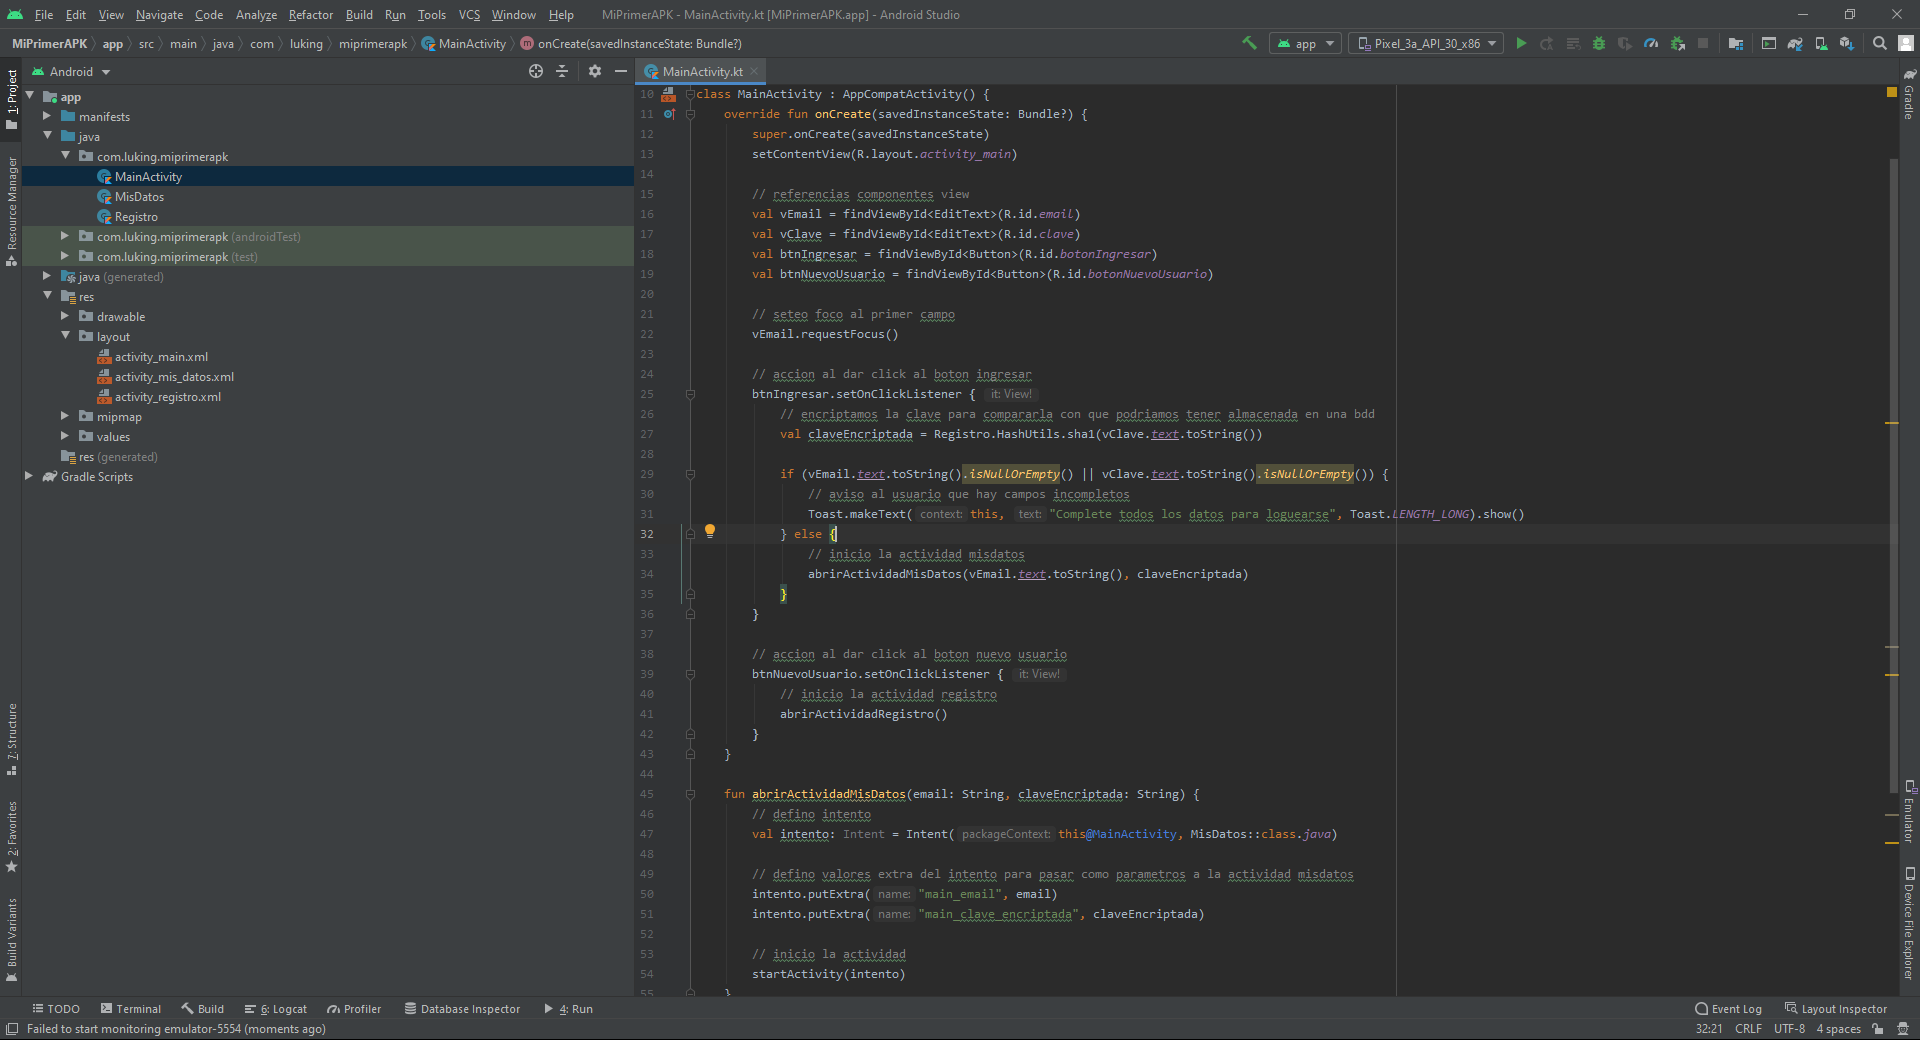 File Edit View Navigate Code Analyze Refactor Build Run Tools VCS Window Help MiPrimerAPK - MainActivity.kt [MiPrimerAPK.app] - Android Studio
MiPrimerAPK app src main java com luking miprimerapk MainActivity onCreate(savedInstanceState: Bundle?) app Pixel_3a_API_30_x86
Android
MainActivity.kt
1: Project
Resource Manager
7: Structure
2: Favorites
Build Variants
app
manifests
java
com.luking.miprimerapk
MainActivity
MisDatos
Registro
com.luking.miprimerapk (androidTest)
com.luking.miprimerapk (test)
java (generated)
res
drawable
layout
activity_main.xml
activity_mis_datos.xml
activity_registro.xml
mipmap
values
res (generated)
Gradle Scripts
10 class MainActivity : AppCompatActivity() {
11 override fun onCreate(savedInstanceState: Bundle?) {
12 super.onCreate(savedInstanceState)
13 setContentView(R.layout.activity_main)
14
15 // referencias componentes view
16 val vEmail = findViewById<EditText>(R.id.email)
17 val vClave = findViewById<EditText>(R.id.clave)
18 val btnIngresar = findViewById<Button>(R.id.botonIngresar)
19 val btnNuevoUsuario = findViewById<Button>(R.id.botonNuevoUsuario)
20
21 // seteo foco al primer campo
22 vEmail.requestFocus()
23
24 // accion al dar click al boton ingresar
25 btnIngresar.setOnClickListener { it: View!
26 // encriptamos la clave para compararla con que podriamos tener almacenada en una bdd
27 val claveEncriptada = Registro.HashUtils.sha1(vClave.text.toString())
28
29 if (vEmail.text.toString().isNullOrEmpty() || vClave.text.toString().isNullOrEmpty()) {
30 // aviso al usuario que hay campos incompletos
31 Toast.makeText( context: this, text: "Complete todos los datos para loguearse", Toast.LENGTH_LONG).show()
32 } else {
33 // inicio la actividad misdatos
34 abrirActividadMisDatos(vEmail.text.toString(), claveEncriptada)
35 }
36 }
37
38 // accion al dar click al boton nuevo usuario
39 btnNuevoUsuario.setOnClickListener { it: View!
40 // inicio la actividad registro
41 abrirActividadRegistro()
42 }
43 }
44
45 fun abrirActividadMisDatos(email: String, claveEncriptada: String) {
46 // defino intento
47 val intento: Intent = Intent( packageContext: this@MainActivity, MisDatos::class.java)
48
49 // defino valores extra del intento para pasar como parametros a la actividad misdatos
50 intento.putExtra( name: "main_email", email)
51 intento.putExtra( name: "main_clave_encriptada", claveEncriptada)
52
53 // inicio la actividad
54 startActivity(intento)
55 }
Gradle
Emulator
Device File Explorer
TODO Terminal Build 6: Logcat Profiler Database Inspector 4: Run Event Log Layout Inspector
Failed to start monitoring emulator-5554 (moments ago) 32:21 CRLF UTF-8 4 spaces